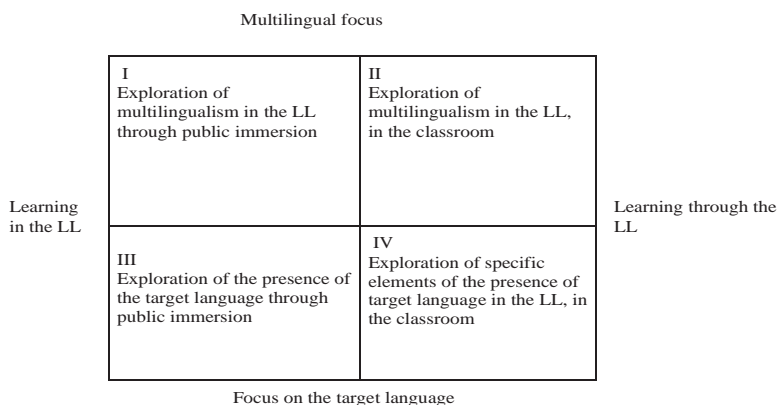 Multilingual focus
I
Exploration of
multilingualism in the LL
through public immersion
II
Exploration of
multilingualism in the LL,
in the classroom
Learning
in the LL
Learning through the
LL
III
Exploration of the presence of
the target language through
public immersion
IV
Exploration of specific
elements of the presence of
target language in the LL, in
the classroom
Focus on the target language